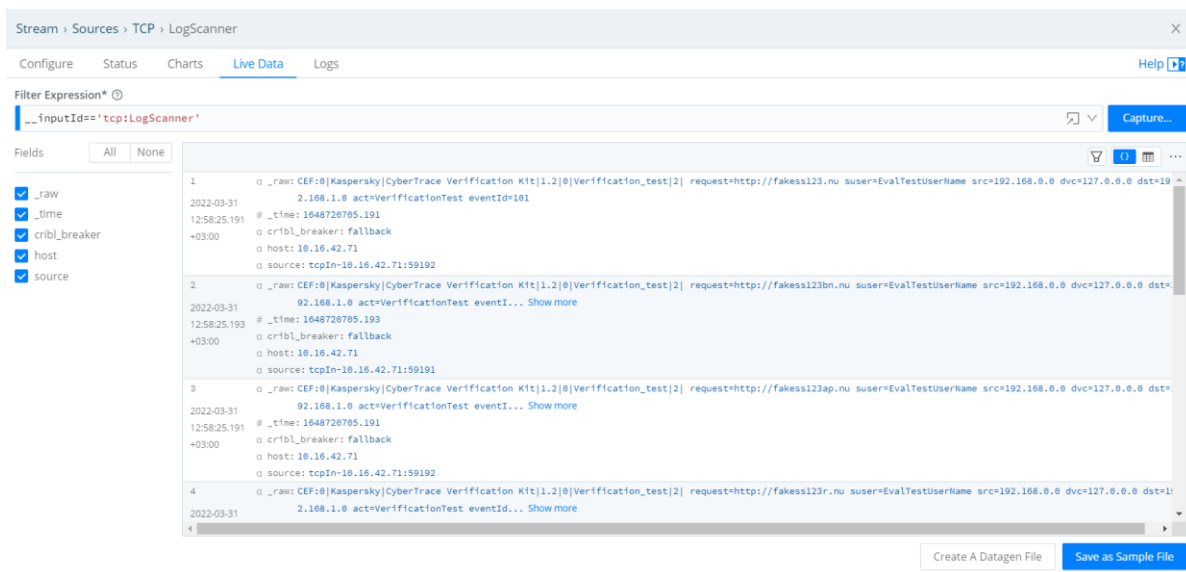 Stream › Sources › TCP › LogScanner
Configure Status Charts Live Data Logs Help
Filter Expression*
__inputId=='tcp:LogScanner'
Capture...
Fields All None
_raw
_time
cribl_breaker
host
source
1
2022-03-31
12:58:25.191
+03:00
α _raw: CEF:0|Kaspersky|CyberTrace Verification Kit|1.2|0|Verification_test|2| request=http://fakess123.nu suser=EvalTestUserName src=192.168.0.0 dvc=127.0.0.0 dst=19
2.168.1.0 act=VerificationTest eventId=101
# _time: 1648720705.191
α cribl_breaker: fallback
α host: 10.16.42.71
α source: tcpIn-10.16.42.71:59192
2
2022-03-31
12:58:25.193
+03:00
α _raw: CEF:0|Kaspersky|CyberTrace Verification Kit|1.2|0|Verification_test|2| request=http://fakess123bn.nu suser=EvalTestUserName src=192.168.0.0 dvc=127.0.0.0 dst=
92.168.1.0 act=VerificationTest eventI... Show more
# _time: 1648720705.193
α cribl_breaker: fallback
α host: 10.16.42.71
α source: tcpIn-10.16.42.71:59191
3
2022-03-31
12:58:25.191
+03:00
α _raw: CEF:0|Kaspersky|CyberTrace Verification Kit|1.2|0|Verification_test|2| request=http://fakess123ap.nu suser=EvalTestUserName src=192.168.0.0 dvc=127.0.0.0 dst=
92.168.1.0 act=VerificationTest eventI... Show more
# _time: 1648720705.191
α cribl_breaker: fallback
α host: 10.16.42.71
α source: tcpIn-10.16.42.71:59192
4
2022-03-31
α _raw: CEF:0|Kaspersky|CyberTrace Verification Kit|1.2|0|Verification_test|2| request=http://fakess123r.nu suser=EvalTestUserName src=192.168.0.0 dvc=127.0.0.0 dst=1
2.168.1.0 act=VerificationTest eventId... Show more
Create A Datagen File Save as Sample File